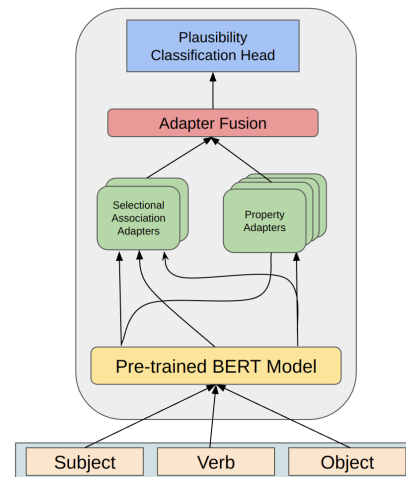 Plausibility
Classification Head
Adapter Fusion
Selectional
Association
Adapters
Property
Adapters
Pre-trained BERT Model
Subject
Verb
Object